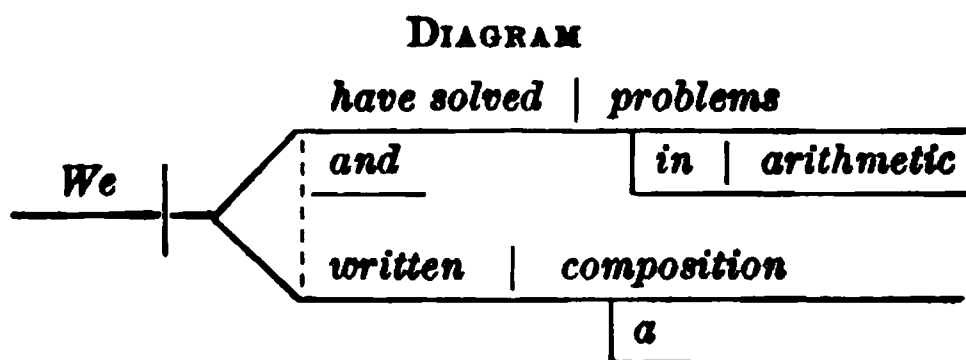 DIAGRAM
have solved | problems
and
in | arithmetic
We
written | composition
a